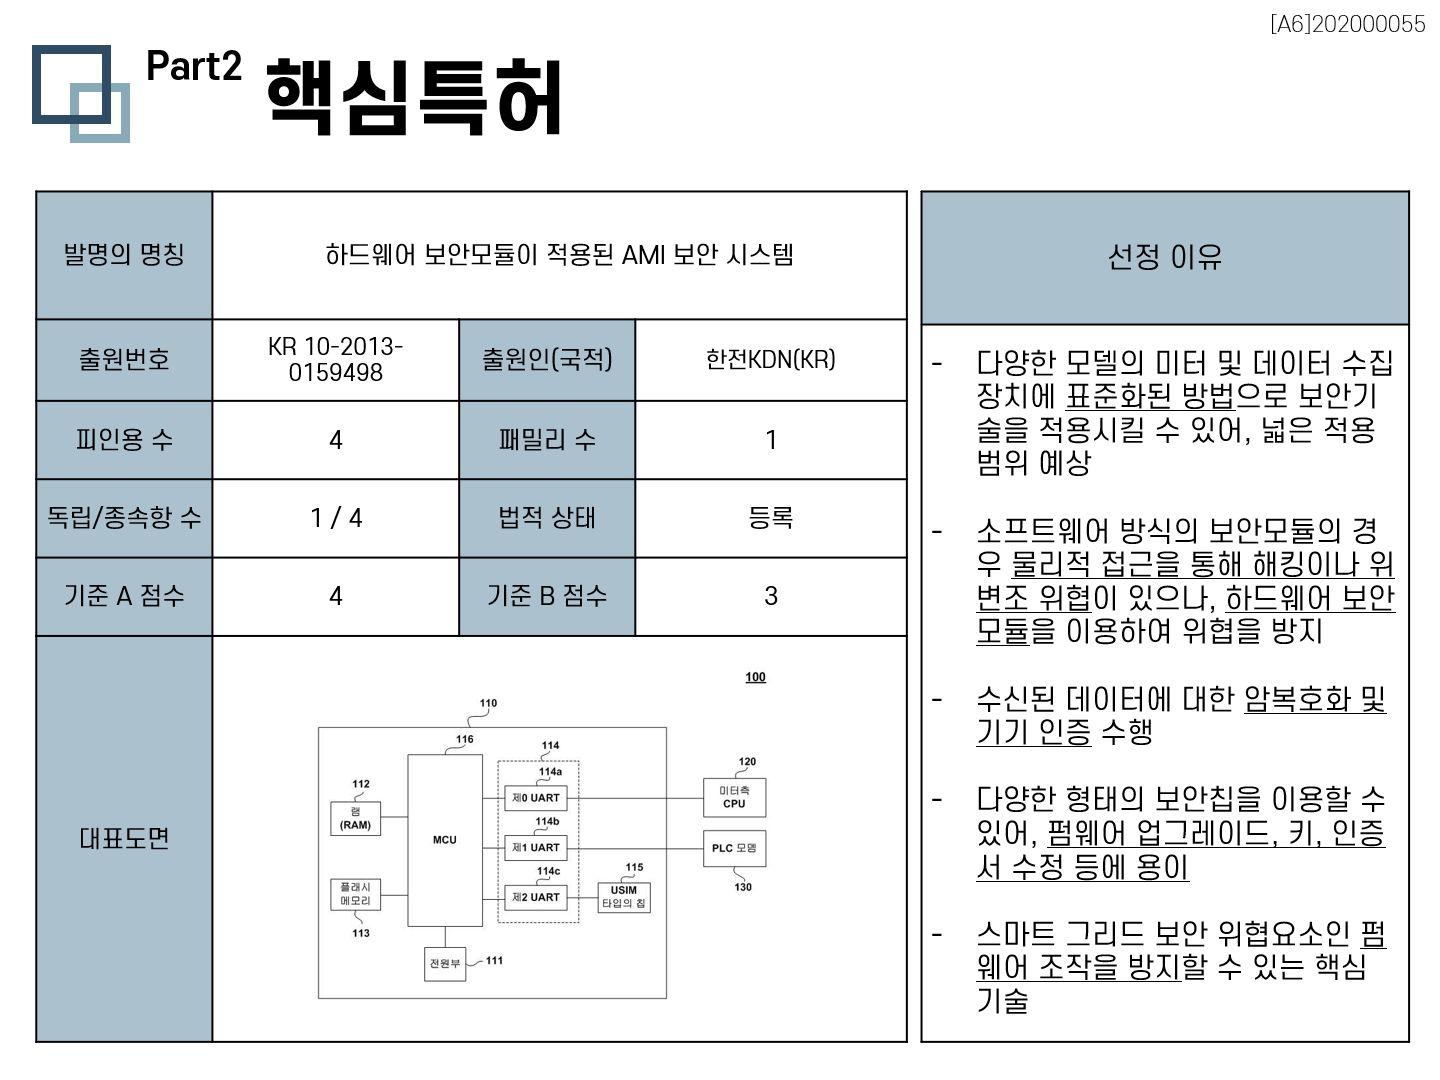 [A6]202000055
Part2 핵심특허
발명의 명칭
하드웨어 보안모듈이 적용된 AMI 보안 시스템
출원번호
KR 10-2013-
0159498
출원인(국적)
한전KDN(KR)
피인용 수
4
패밀리 수
1
독립/종속항 수
1 / 4
법적 상태
등록
기준 A 점수
4
기준 B 점수
3
대표도면
100
110
116
114
114a
112
램
(RAM)
MCU
제0 UART
120
미터측
CPU
114b
제1 UART
PLC 모뎀
130
114c
제2 UART
115
USIM
타입의 칩
플래시
메모리
113
전원부
111
선정 이유
- 다양한 모델의 미터 및 데이터 수집
장치에 표준화된 방법으로 보안기
술을 적용시킬 수 있어, 넓은 적용
범위 예상
- 소프트웨어 방식의 보안모듈의 경
우 물리적 접근을 통해 해킹이나 위
변조 위협이 있으나, 하드웨어 보안
모듈을 이용하여 위협을 방지
- 수신된 데이터에 대한 암복호화 및
기기 인증 수행
- 다양한 형태의 보안칩을 이용할 수
있어, 펌웨어 업그레이드, 키, 인증
서 수정 등에 용이
- 스마트 그리드 보안 위협요소인 펌
웨어 조작을 방지할 수 있는 핵심
기술